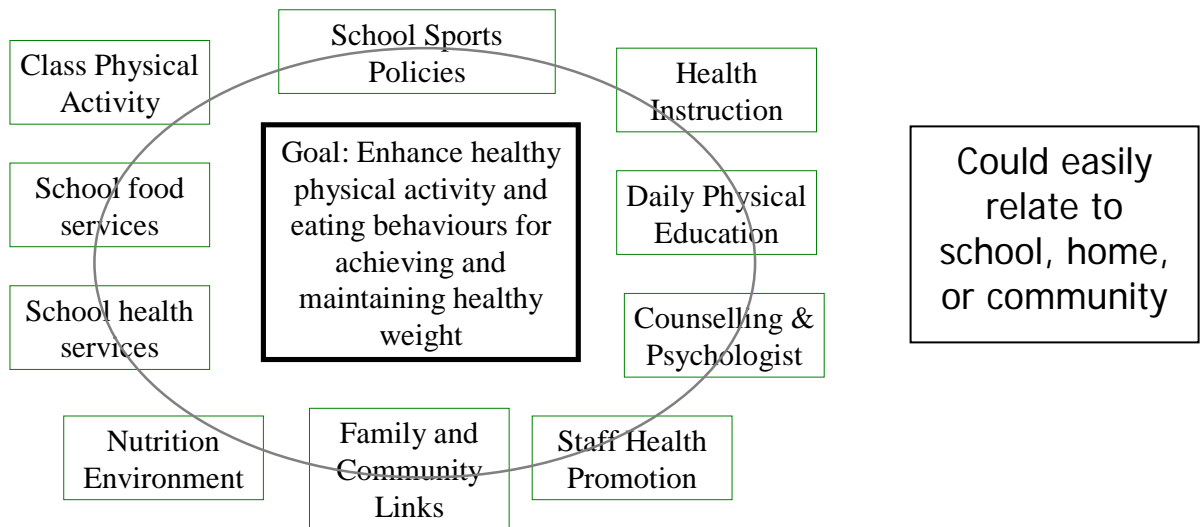 School Sports
Policies
Class Physical
Activity
Health
Instruction
Goal: Enhance healthy
physical activity and
eating behaviours for
achieving and
maintaining healthy
weight
Could easily
relate to
school, home,
or community
School food
services
Daily Physical
Education
School health
services
Counselling &
Psychologist
Nutrition
Environment
Family and
Community
Links
Staff Health
Promotion